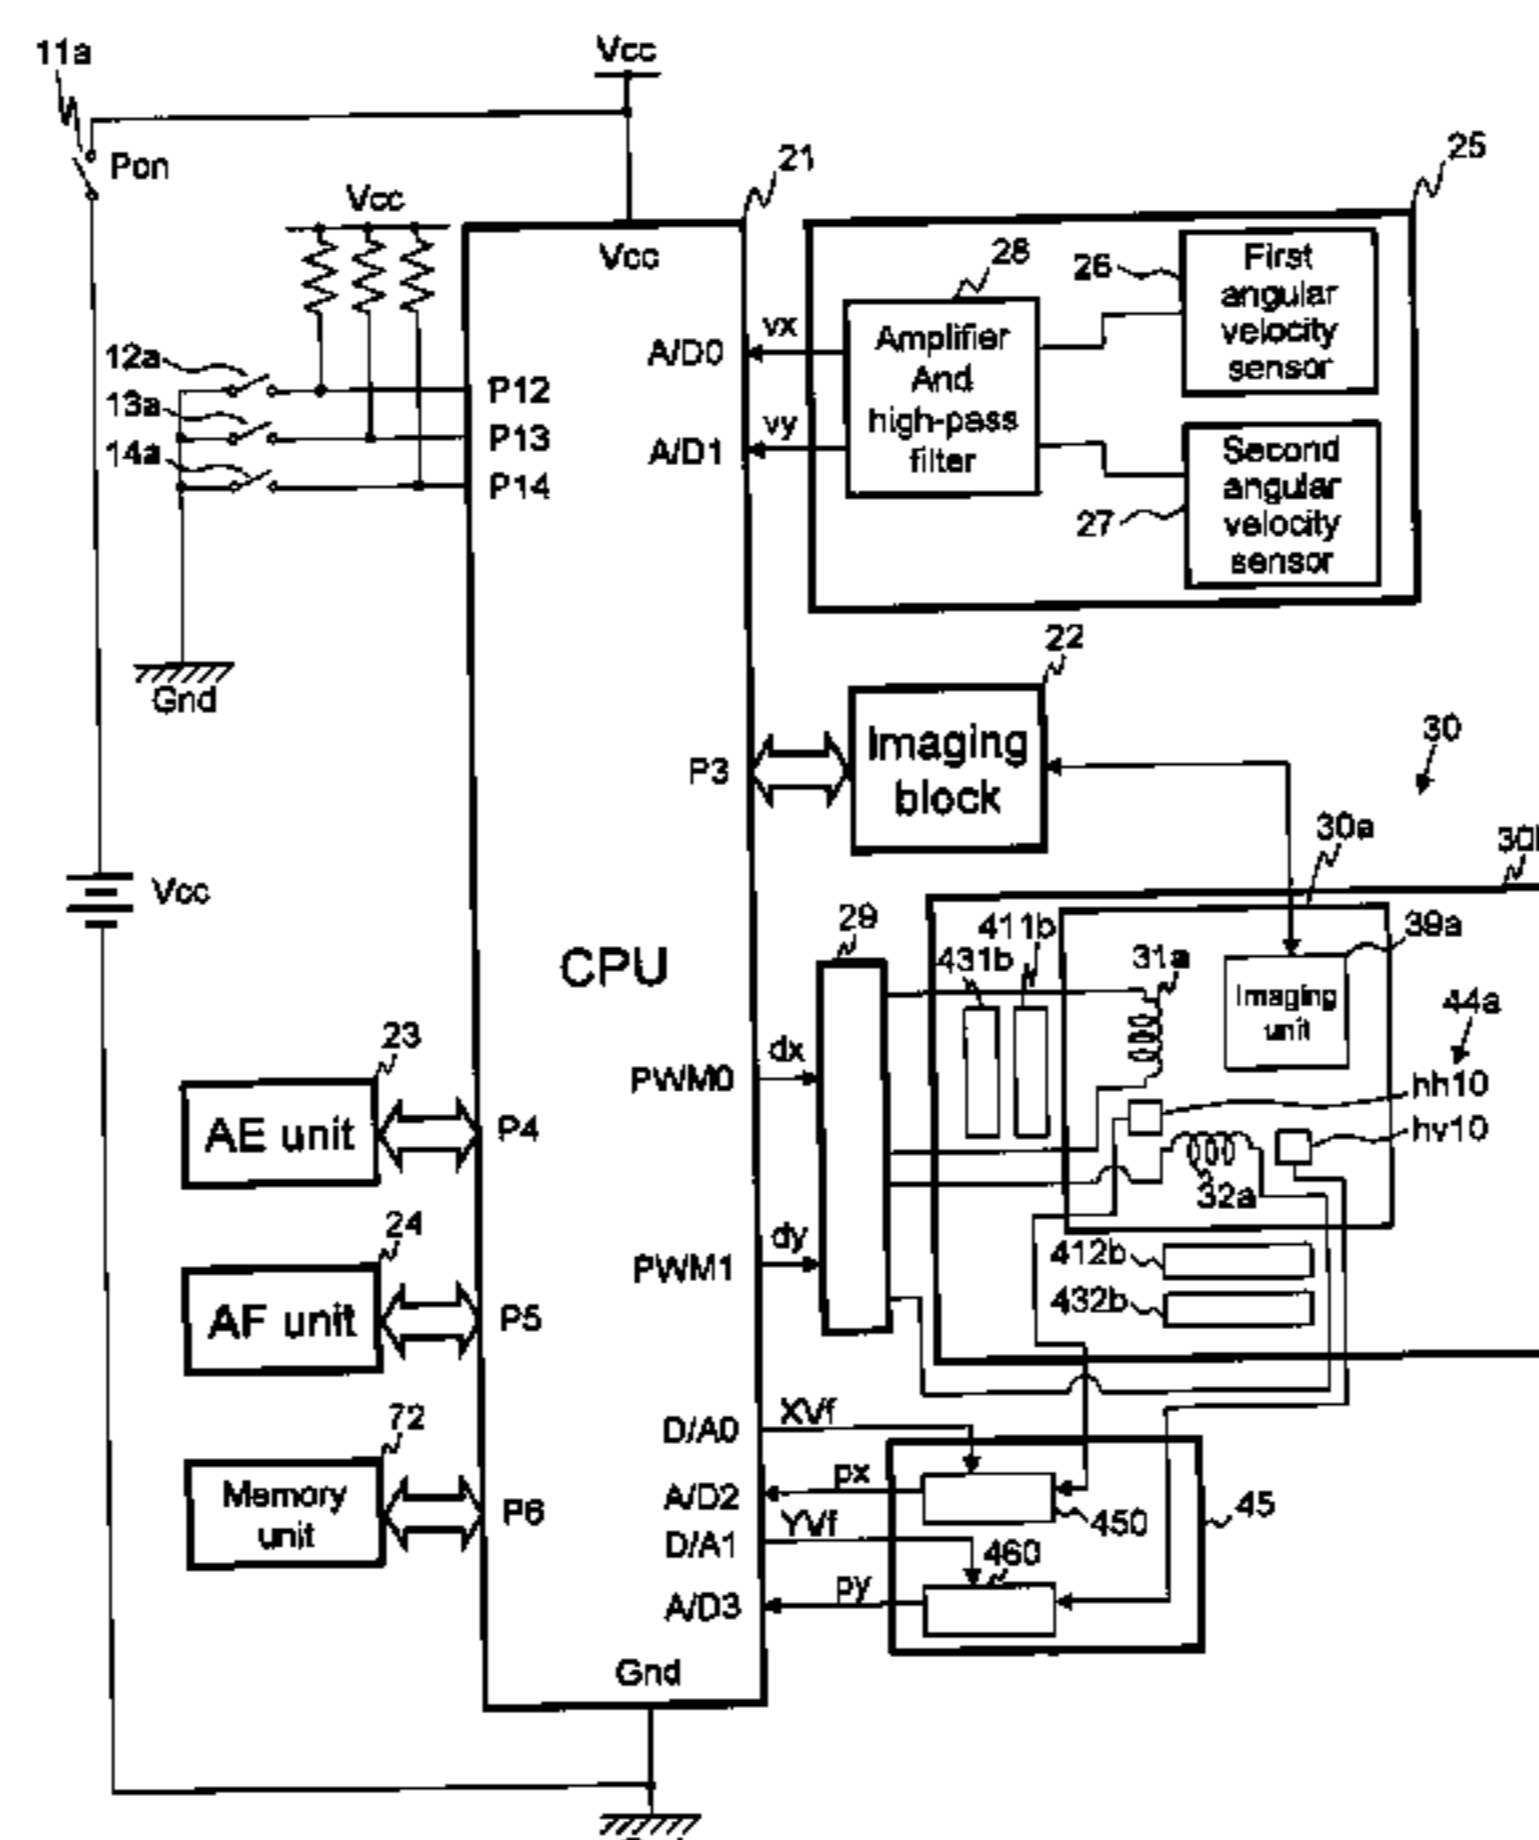 11a
Vcc
Pon
Vcc
21
25
Vcc
28
26
First
angular
velocity
sensor
12a
13a
14a
P12
P13
P14
A/D0
A/D1
vx
vy
Amplifier
And
high-pass
filter
27
Second
angular
velocity
sensor
Gnd
22
Imaging
block
P3
30
30a
Vcc
CPU
29
431b
411b
31a
39a
Imaging
unit
44a
hh10
hv10
32a
23
AE unit
P4
PWM0
dx
24
AF unit
P5
PWM1
dy
412b
432b
72
Memory
unit
P6
D/A0
XVf
A/D2
px
450
45
D/A1
YVf
460
A/D3
py
Gnd